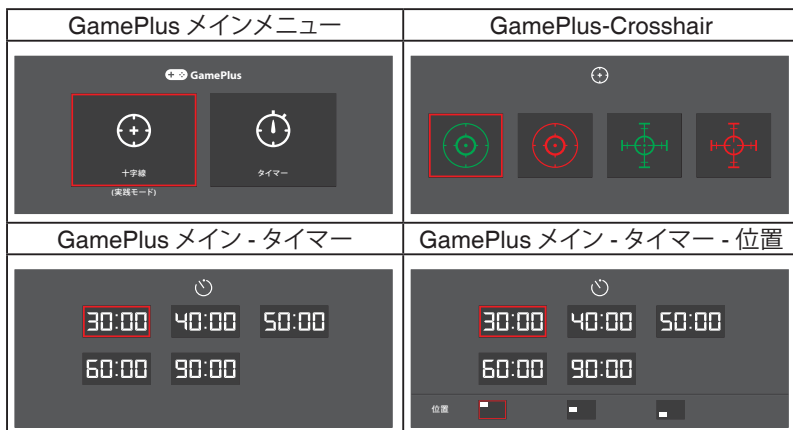 GamePlus メインメニュー
GamePlus-Crosshair
GamePlus
十字線
タイマー
(実践モード)
GamePlus メイン - タイマー
GamePlus メイン - タイマー - 位置
30:00 40:00 50:00
60:00 90:00
30:00 40:00 50:00
60:00 90:00
位置